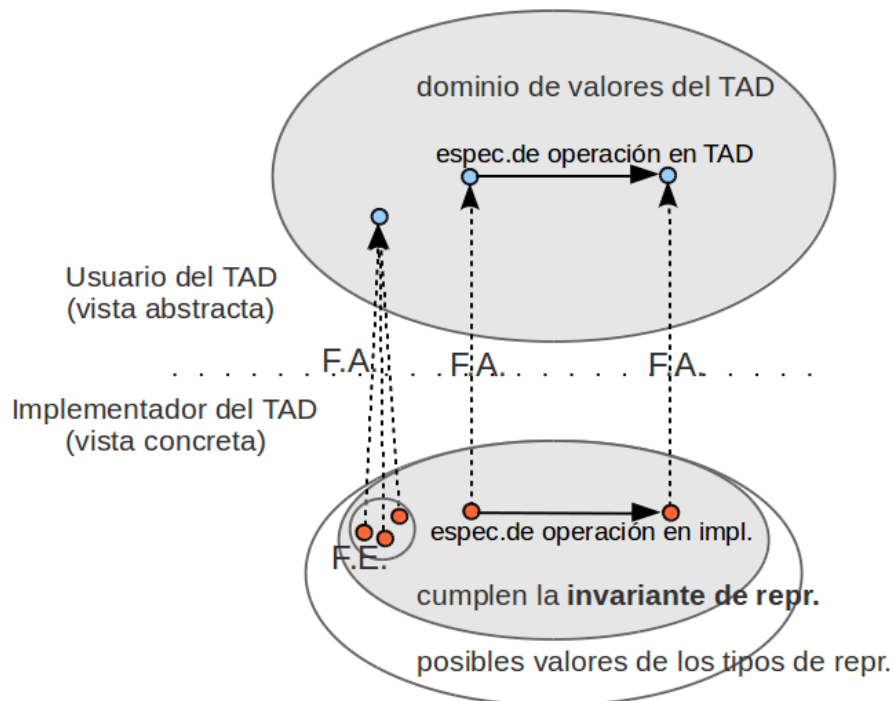 dominio de valores del TAD
espec.de operación en TAD
Usuario del TAD
(vista abstracta)
F.A.
F.A.
F.A.
Implementador del TAD
(vista concreta)
espec.de operación en impl.
F.E.
cumplen la invariante de repr.
posibles valores de los tipos de repr.